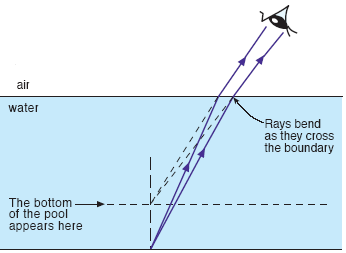 air
water
Rays bend
as they cross
the boundary
The bottom
of the pool
appears here